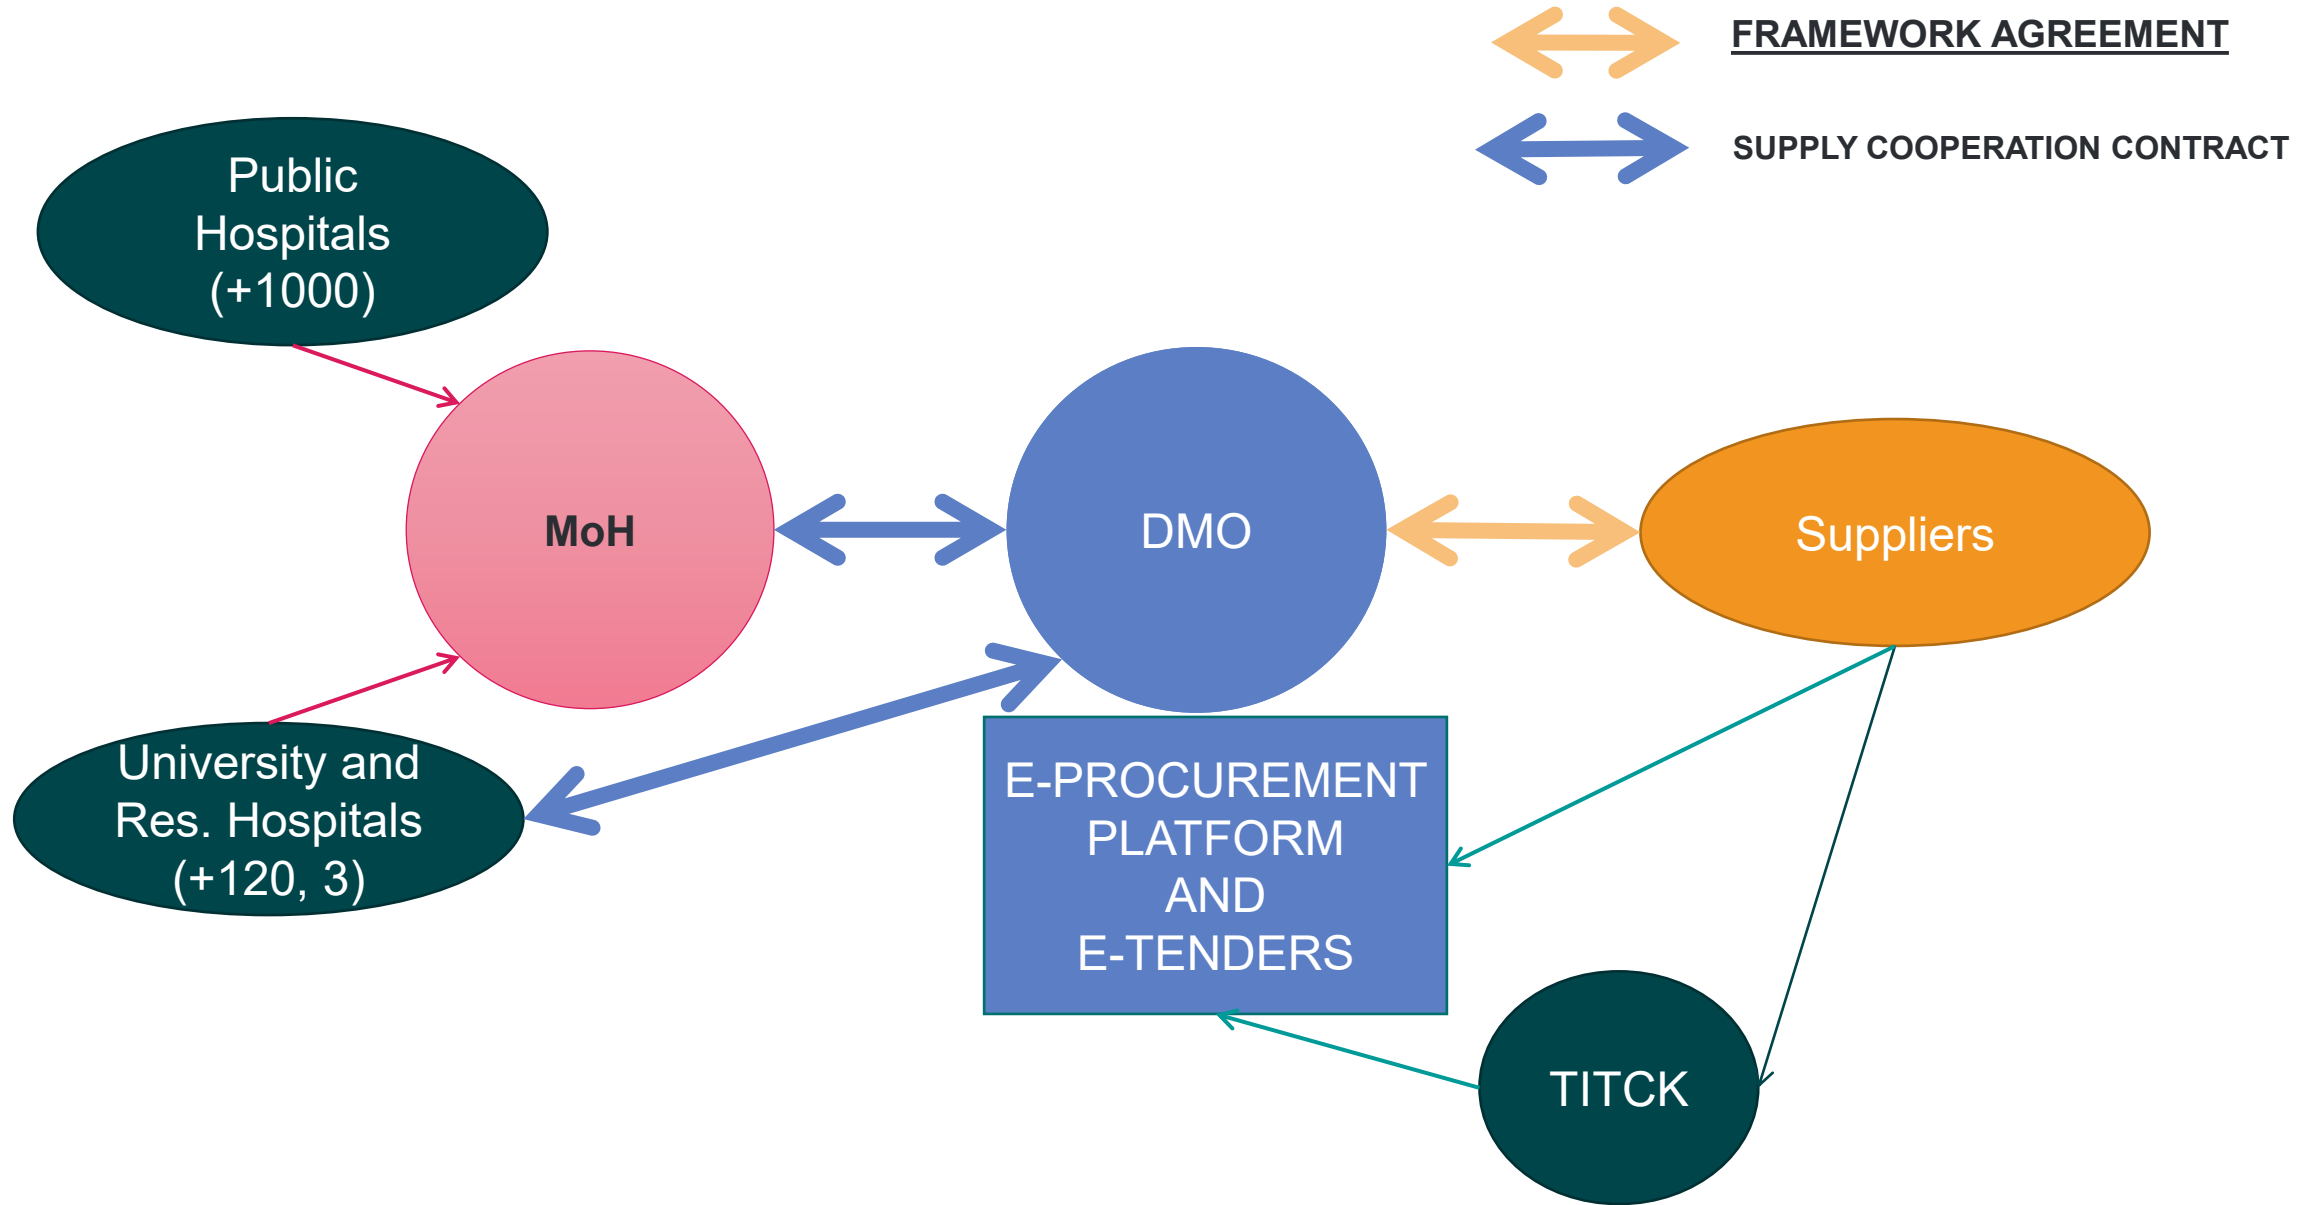 FRAMEWORK AGREEMENT
SUPPLY COOPERATION CONTRACT
Public
Hospitals
(+1000)
MoH
DMO
Suppliers
University and
Res. Hospitals
(+120, 3)
E-PROCUREMENT
PLATFORM
AND
E-TENDERS
TITCK